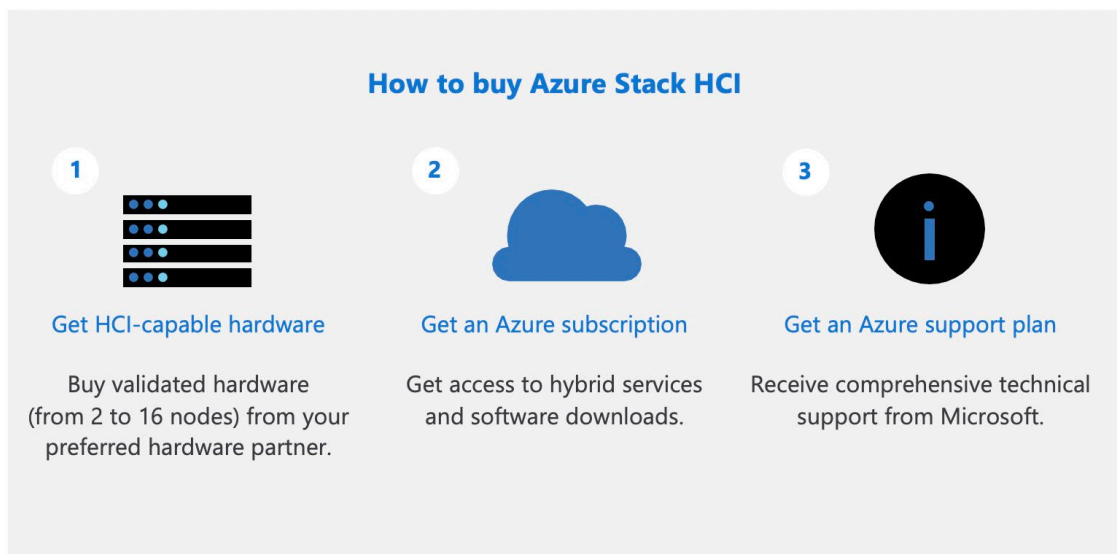 How to buy Azure Stack HCI
1
Get HCI-capable hardware
Buy validated hardware
(from 2 to 16 nodes) from your
preferred hardware partner.
2
Get an Azure subscription
Get access to hybrid services
and software downloads.
3
i
Get an Azure support plan
Receive comprehensive technical
support from Microsoft.